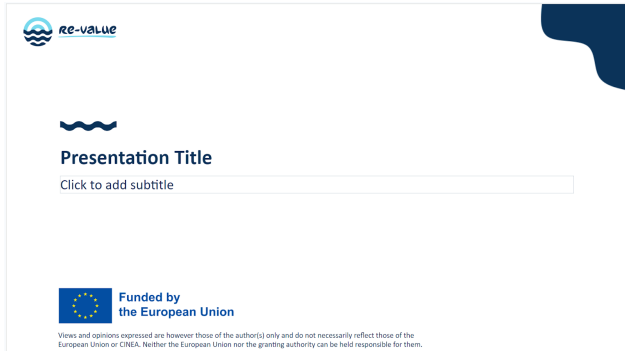 Re-value
Presentation Title
Click to add subtitle
Funded by
the European Union
Views and opinions expressed are however those of the author(s) only and do not necessarily reflect those of the
European Union or CINEA. Neither the European Union nor the granting authority can be held responsible for them.